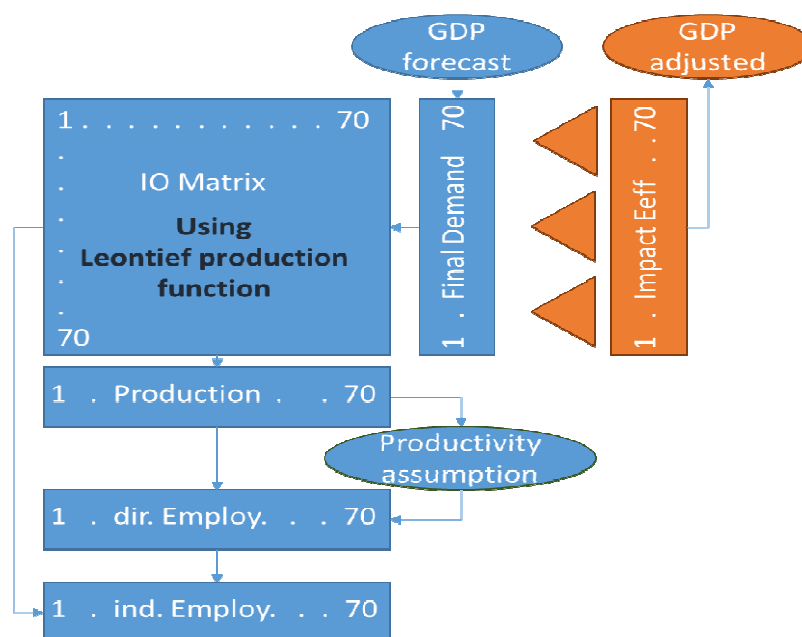 GDP
forecast
GDP
adjusted
1 . . . . . . . . . . . . 70
.
.
.
.
.
.
70
IO Matrix
Using
Leontief production
function
1 . Final Demand 70
1 . Impact Eeff . . 70
1 . Production . . 70
Productivity
assumption
1 . dir. Employ. . . 70
1 . ind. Employ. . . 70